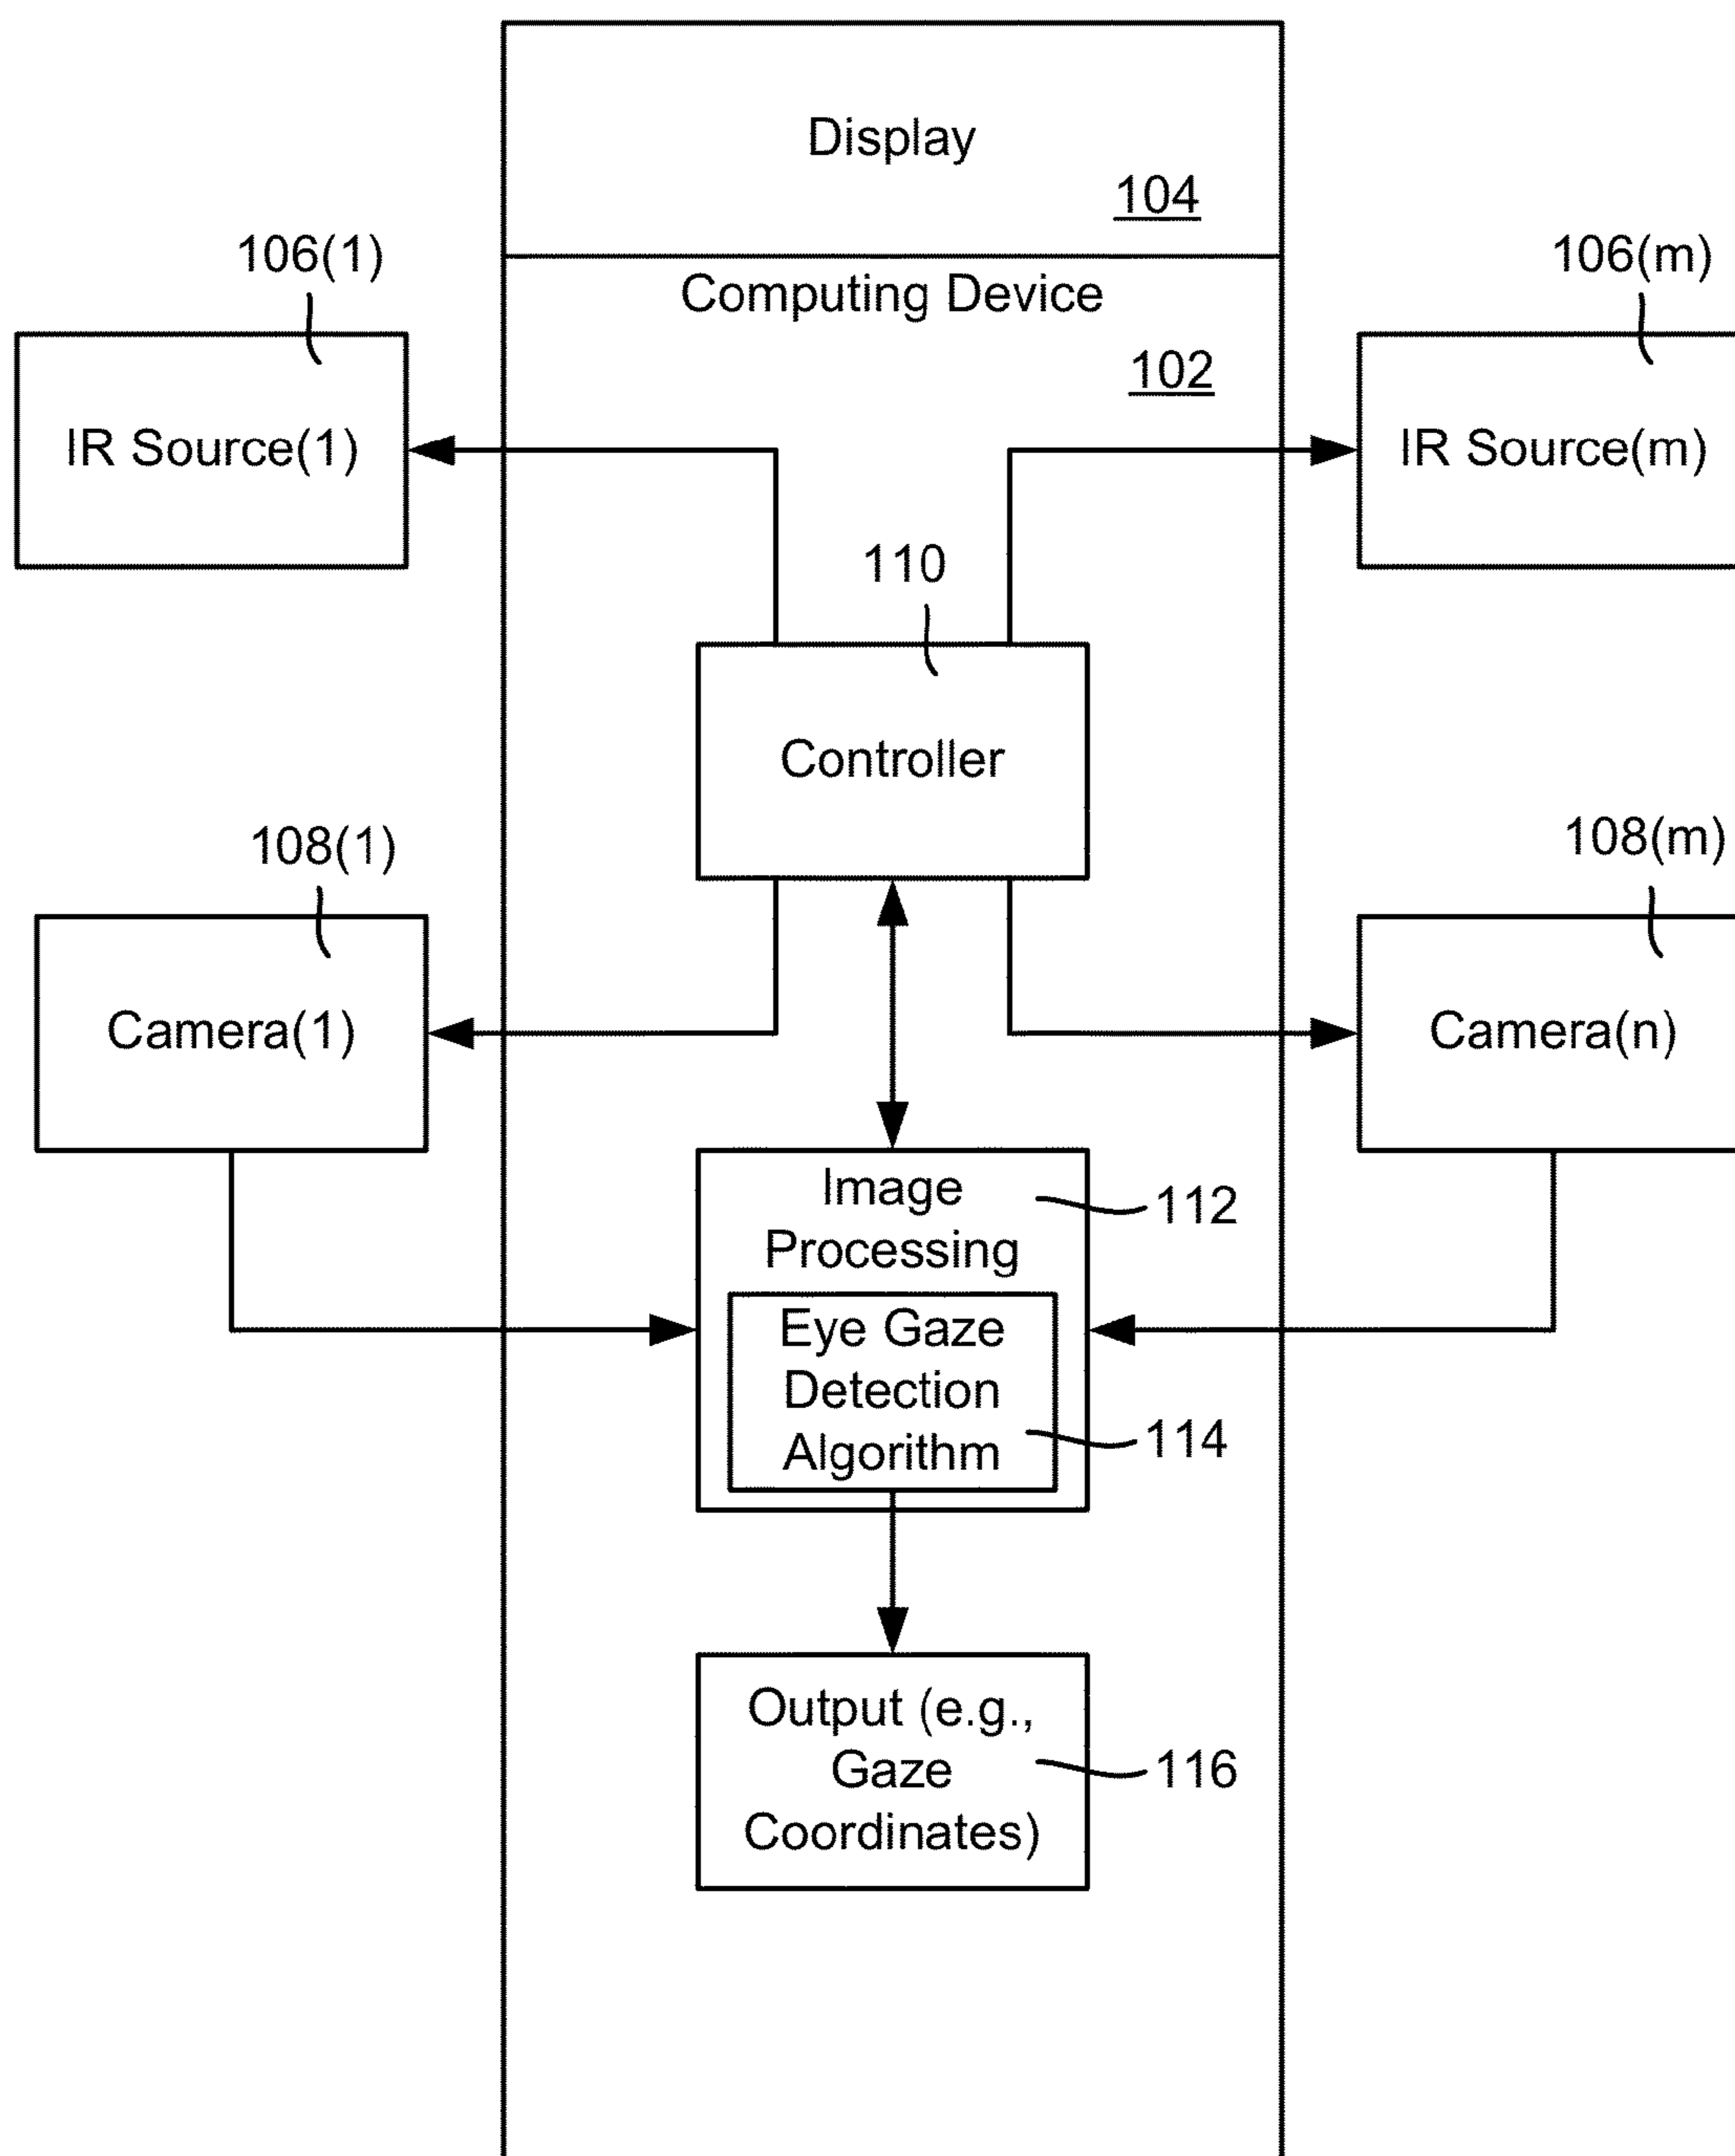 Display
104
106(1)
106(m)
Computing Device
102
IR Source(1)
IR Source(m)
110
Controller
108(1)
108(m)
Camera(1)
Camera(n)
Image
Processing
112
Eye Gaze
Detection
Algorithm
114
Output (e.g.,
Gaze
Coordinates)
116